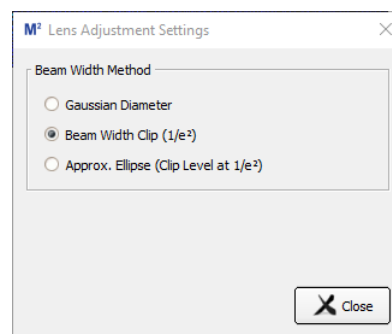 M² Lens Adjustment Settings
Beam Width Method
Gaussian Diameter
Beam Width Clip (1/e²)
Approx. Ellipse (Clip Level at 1/e²)
Close